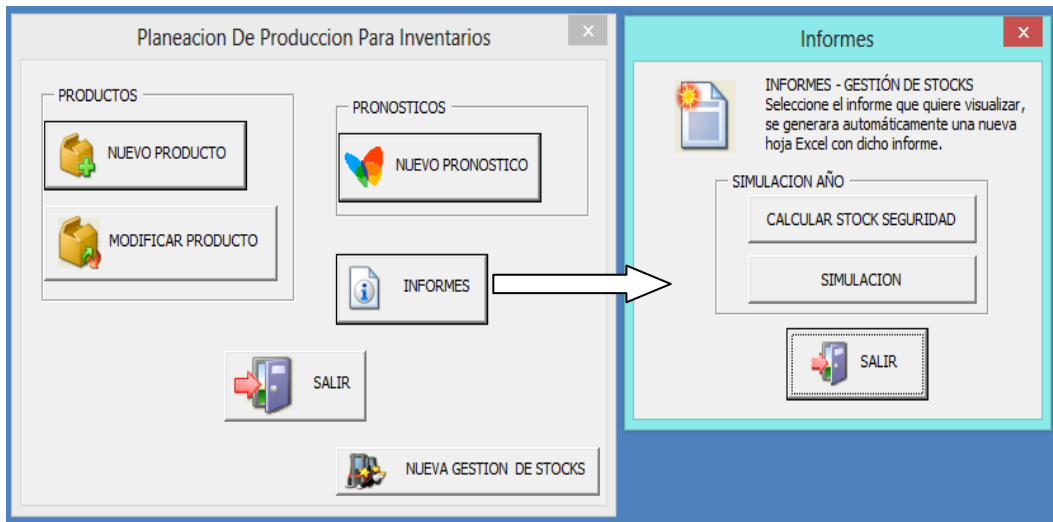 Planeacion De Produccion Para Inventarios
x
PRODUCTOS
NUEVO PRODUCTO
MODIFICAR PRODUCTO
PRONOSTICOS
NUEVO PRONOSTICO
INFORMES
SALIR
NUEVA GESTION DE STOCKS
Informes
x
INFORMES - GESTIÓN DE STOCKS
Seleccione el informe que quiere visualizar,
se generara automáticamente una nueva
hoja Excel con dicho informe.
SIMULACION AÑO
CALCULAR STOCK SEGURIDAD
SIMULACION
SALIR